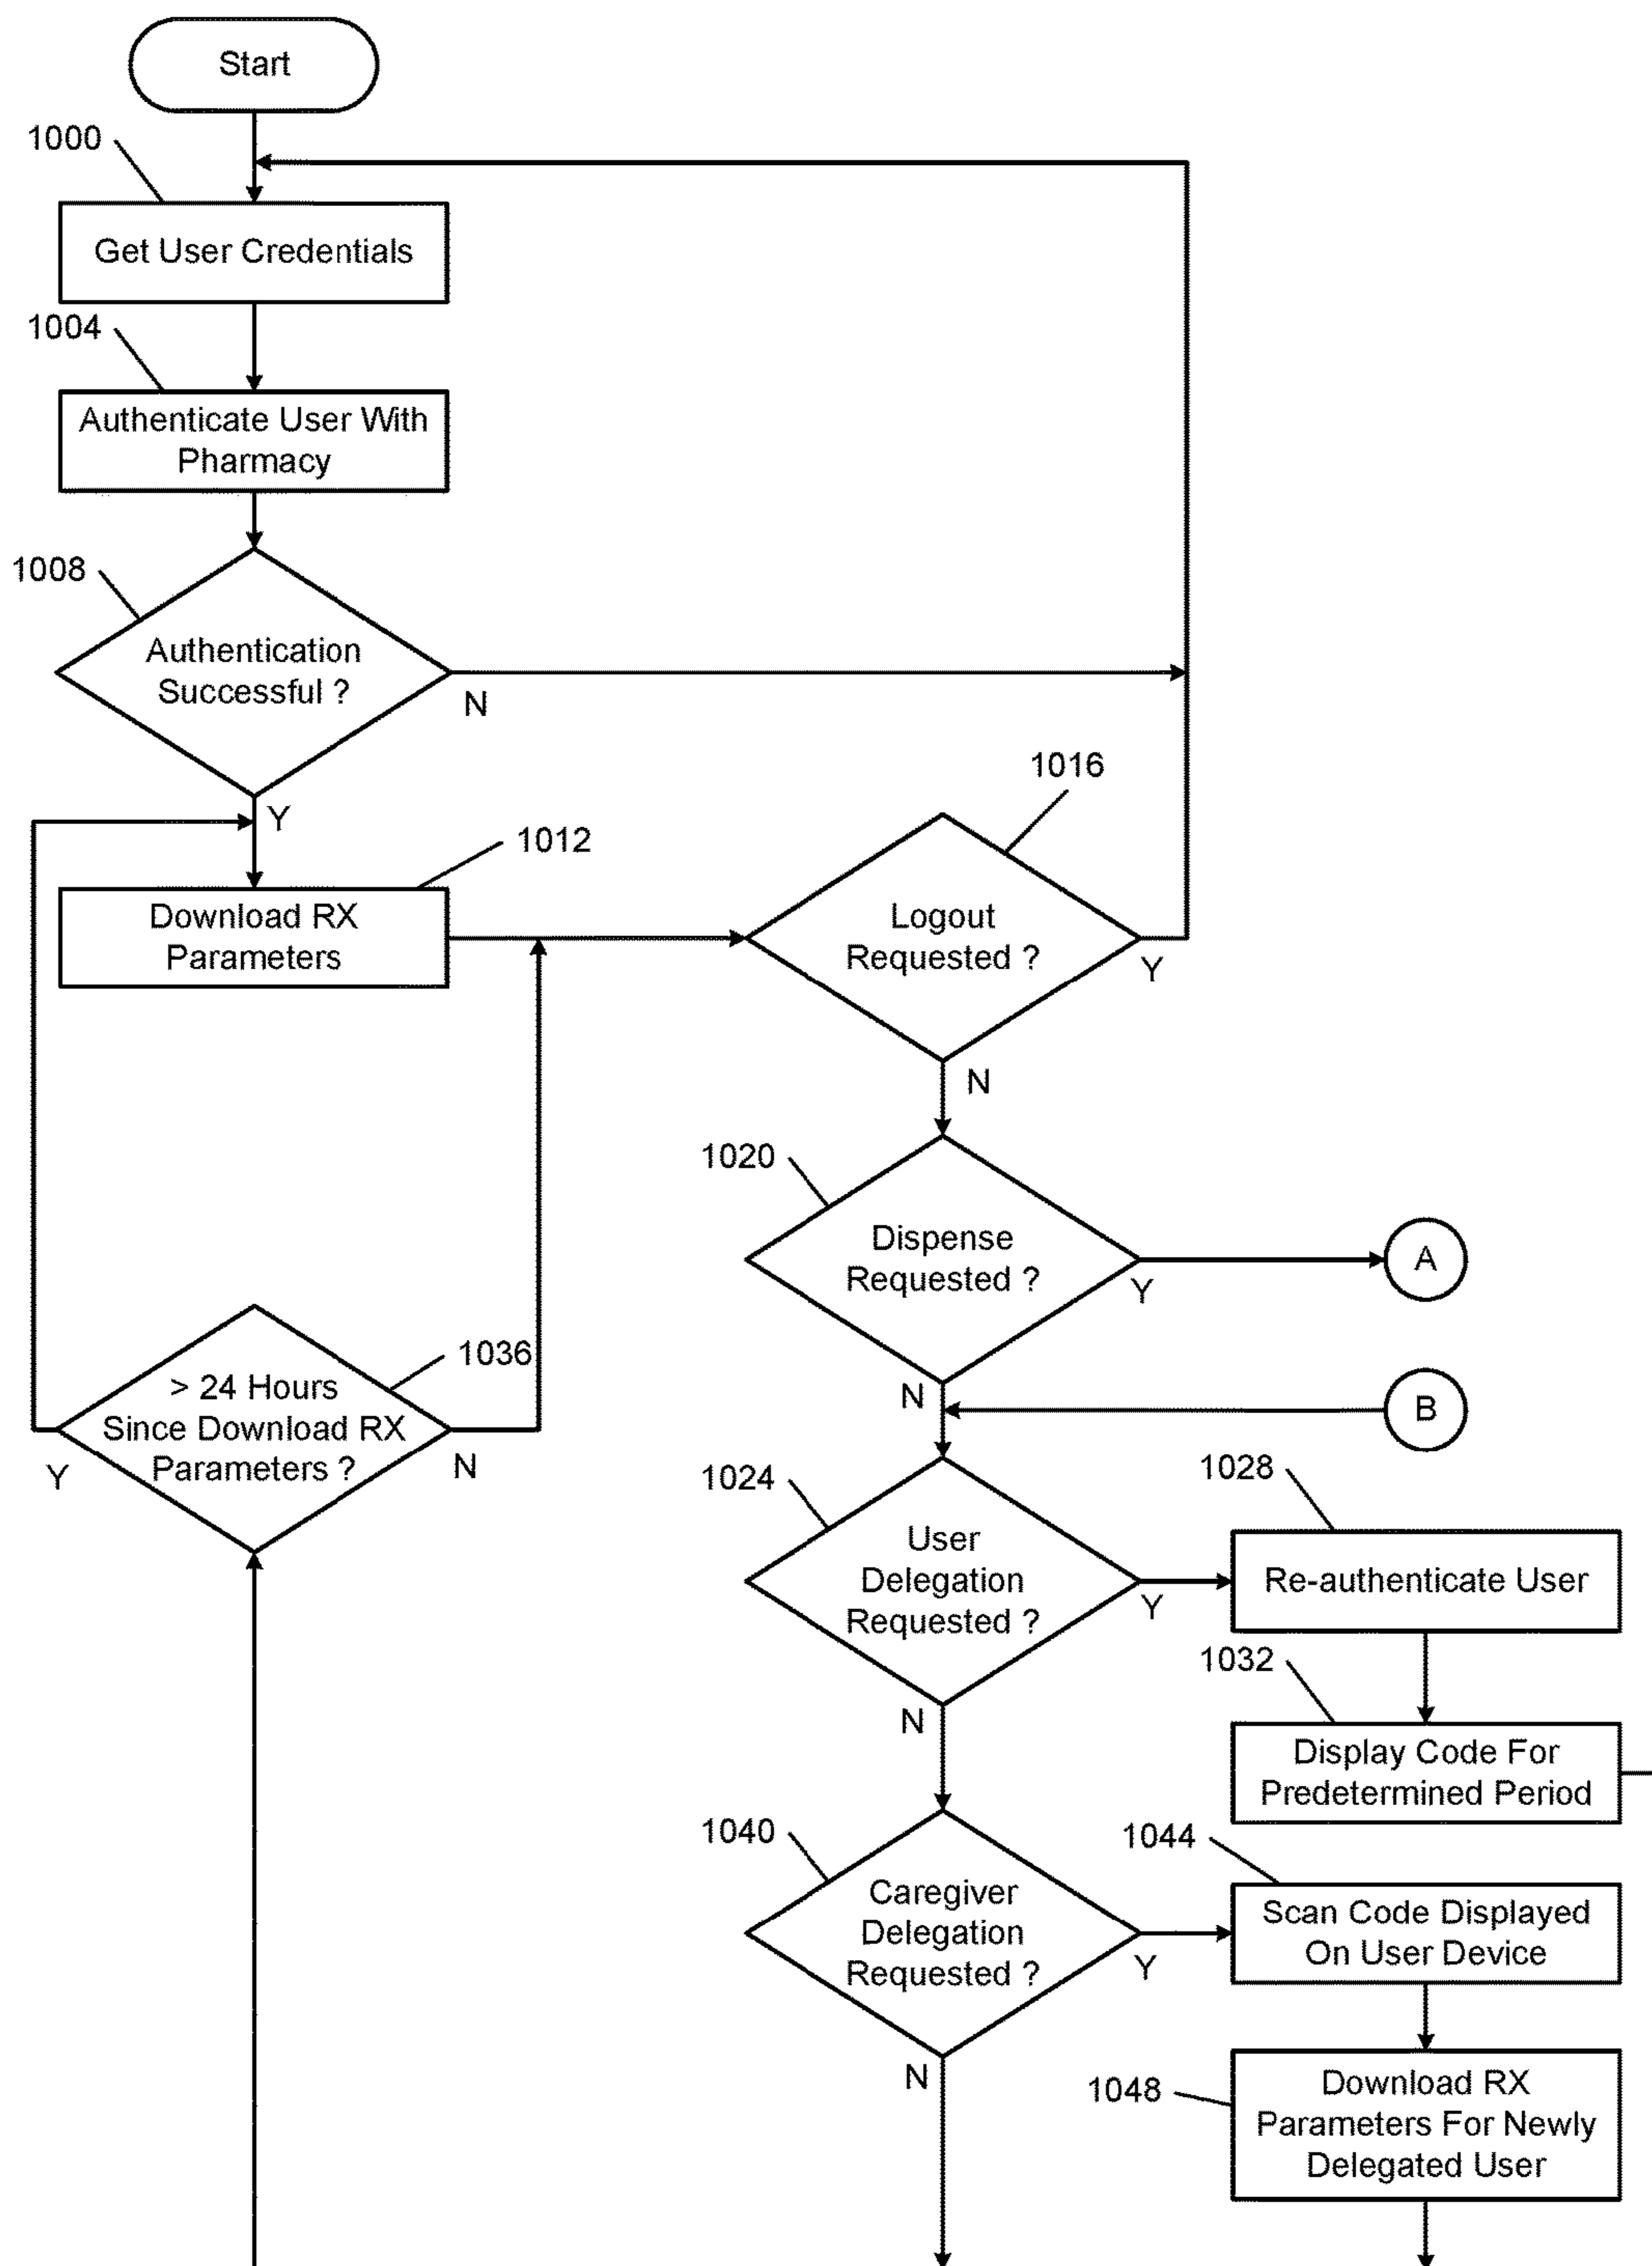 Start
1000
Get User Credentials
1004
Authenticate User With
Pharmacy
1008
Authentication
Successful ?
N
Y
1012
Download RX
Parameters
1016
Logout
Requested ?
Y
N
1020
Dispense
Requested ?
Y
A
N
B
1036
> 24 Hours
Since Download RX
Parameters ?
Y
N
1024
User
Delegation
Requested ?
Y
N
1028
Re-authenticate User
1032
Display Code For
Predetermined Period
1040
Caregiver
Delegation
Requested ?
Y
N
1044
Scan Code Displayed
On User Device
1048
Download RX
Parameters For Newly
Delegated User